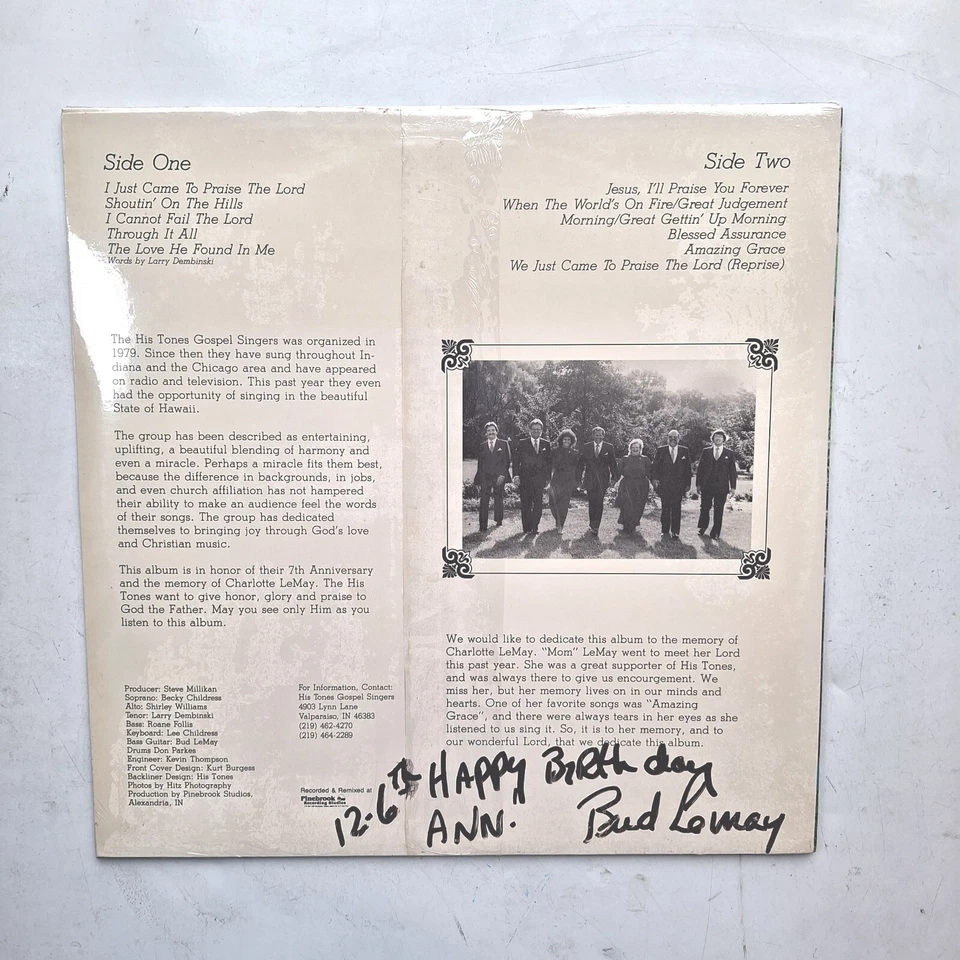 Side One
I Just Came To Praise The Lord
Shoutin' On The Hills
I Cannot Fail The Lord
Through It All
The Love He Found In Me
Words by Larry Dembinski
Side Two
Jesus, I'll Praise You Forever
When The World's On Fire/Great Judgement
Morning/Great Gettin' Up Morning
Blessed Assurance
Amazing Grace
We Just Came To Praise The Lord (Reprise)
The His Tones Gospel Singers was organized in
1979. Since then they have sung throughout In-
diana and the Chicago area and have appeared
on radio and television. This past year they even
had the opportunity of singing in the beautiful
State of Hawaii.
The group has been described as entertaining,
uplifting, a beautiful blending of harmony and
even a miracle. Perhaps a miracle fits them best,
because the difference in backgrounds, in jobs,
and even church affiliation has not hampered
their ability to make an audience feel the words
of their songs. The group has dedicated
themselves to bringing joy through God's love
and Christian music.
This album is in honor of their 7th Anniversary
and the memory of Charlotte LeMay. The His
Tones want to give honor, glory and praise to
God the Father. May you see only Him as you
listen to this album.
We would like to dedicate this album to the memory of
Charlotte LeMay. "Mom" LeMay went to meet her Lord
this past year. She was a great supporter of His Tones,
and was always there to give us encourgement. We
miss her, but her memory lives on in our minds and
hearts. One of her favorite songs was "Amazing
Grace", and there were always tears in her eyes as she
listened to us sing it. So, it is to her memory, and to
our wonderful Lord, that we dedicate this album.
Producer: Steve Millikan
Soprano: Becky Childress
Alto: Shirley Williams
Tenor: Larry Dembinski
Bass: Roane Follis
Keyboard: Lee Childress
Bass Guitar: Bud LeMay
Drums Don Parkes
Engineer: Kevin Thompson
Front Cover Design: Kurt Burgess
Backliner Design: His Tones
Photos by Hitz Photography
Production by Pinebrook Studios,
Alexandria, IN
For Information, Contact:
His Tones Gospel Singers
4903 Lynn Lane
Valparaiso, IN 46383
(219) 462-4270
(219) 464-2289
Recorded & Remixed at
Pinebrook
Recording Studios
12-6th HAPPY BIRthday
ANN. Bud Lemay